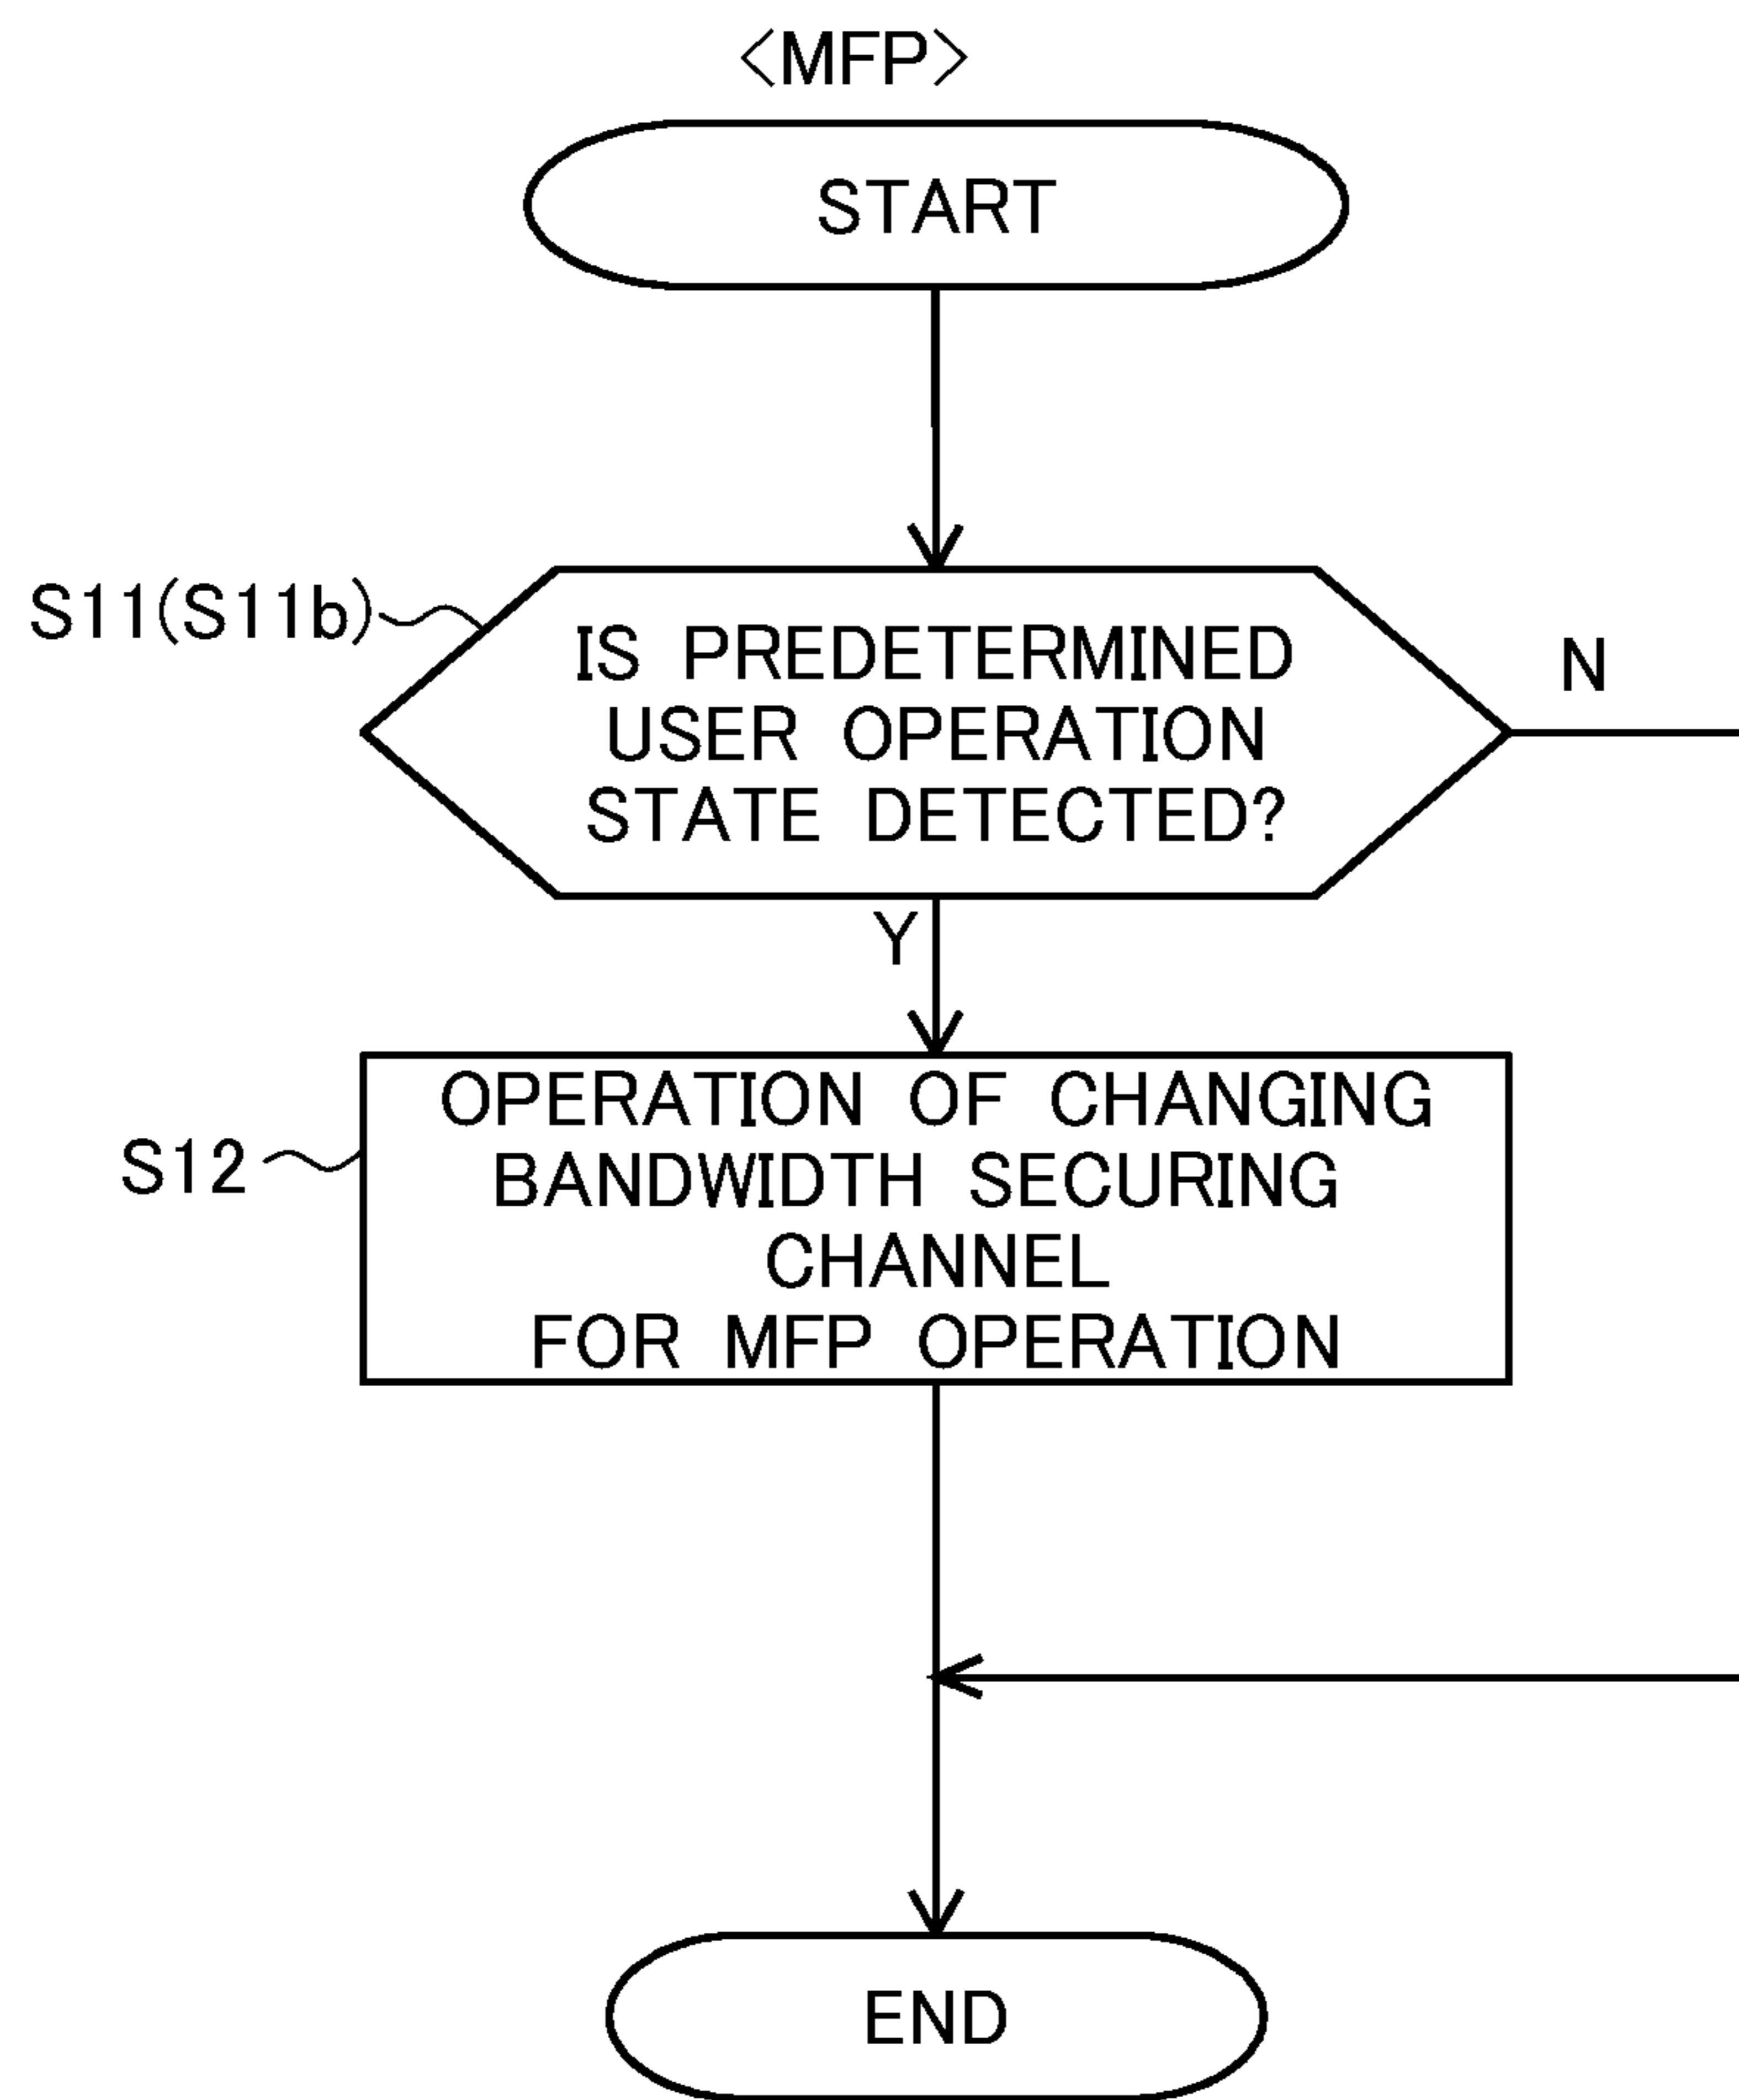 <MFP>
START
S11(S11b)
IS PREDETERMINED
USER OPERATION
STATE DETECTED?
N
Y
S12
OPERATION OF CHANGING
BANDWIDTH SECURING
CHANNEL
FOR MFP OPERATION
END